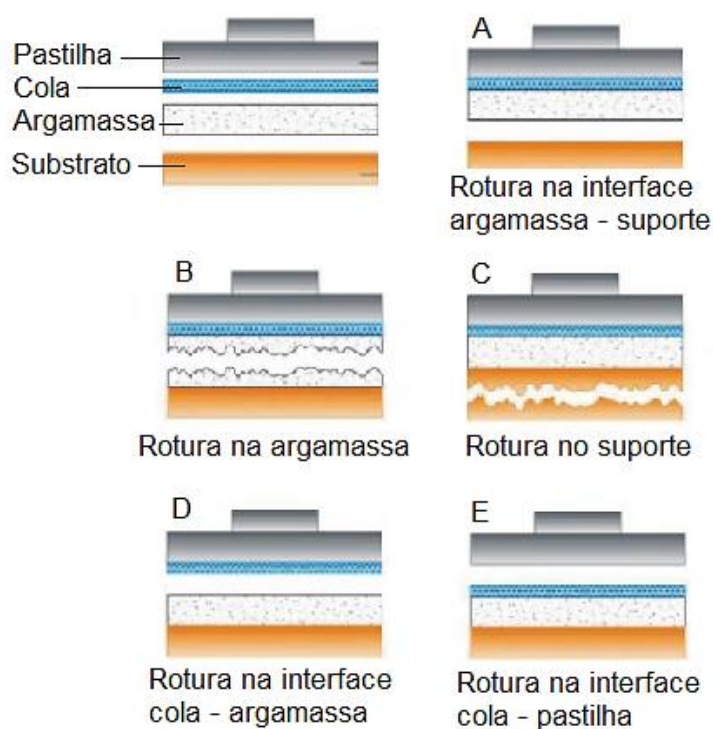 Pastilha
Cola
Argamassa
Substrato
A
Rotura na interface
argamassa - suporte
B
Rotura na argamassa
C
Rotura no suporte
D
Rotura na interface
cola - argamassa
E
Rotura na interface
cola - pastilha